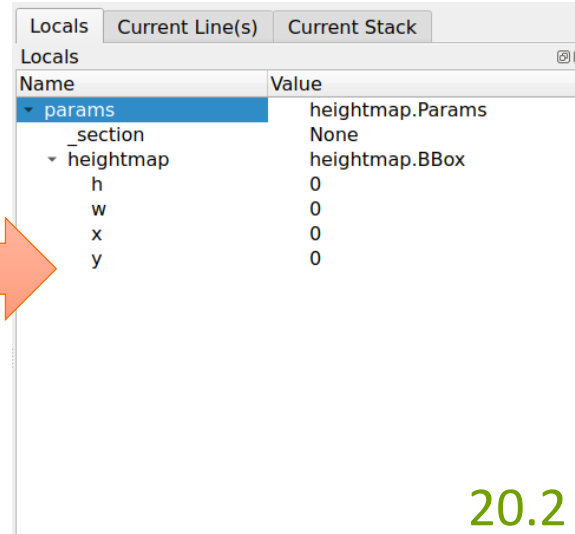 Locals Current Line(s) Current Stack
Locals
Name Value
params heightmap.Params
_section None
heightmap heightmap.BBox
h 0
w 0
x 0
y 0
20.2